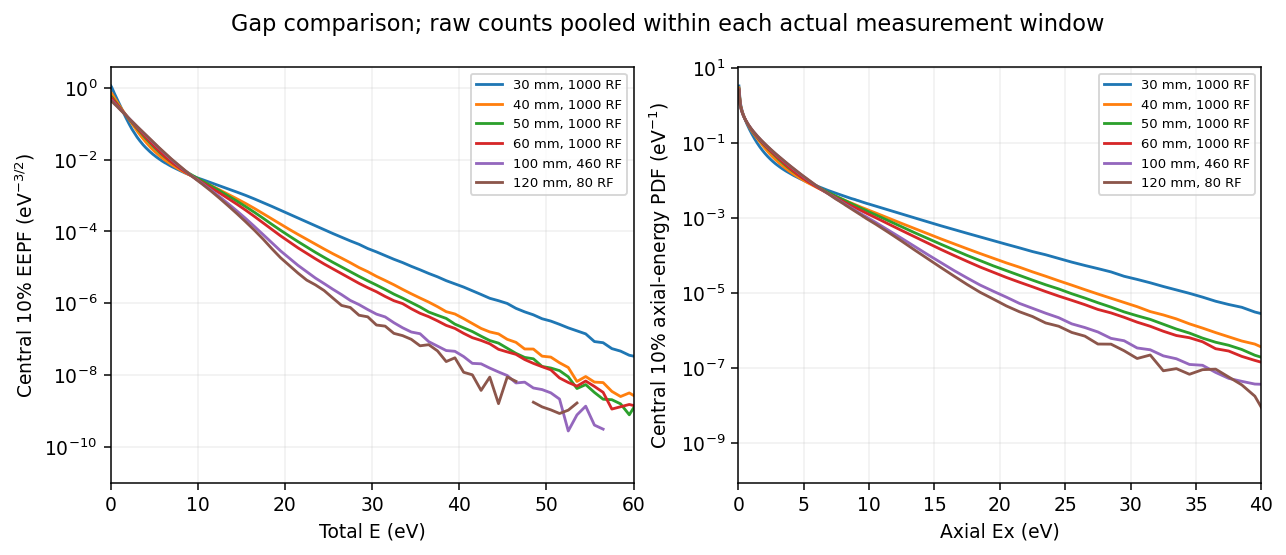 Gap comparison; raw counts pooled within each actual measurement window
Central 10% EEPF (eV⁻³/²)
10⁰
10⁻²
10⁻⁴
10⁻⁶
10⁻⁸
10⁻¹⁰
30 mm, 1000 RF
40 mm, 1000 RF
50 mm, 1000 RF
60 mm, 1000 RF
100 mm, 460 RF
120 mm, 80 RF
0 10 20 30 40 50 60
Total E (eV)
Central 10% axial-energy PDF (eV⁻¹)
10¹
10⁻¹
10⁻³
10⁻⁵
10⁻⁷
10⁻⁹
30 mm, 1000 RF
40 mm, 1000 RF
50 mm, 1000 RF
60 mm, 1000 RF
100 mm, 460 RF
120 mm, 80 RF
0 5 10 15 20 25 30 35 40
Axial Ex (eV)